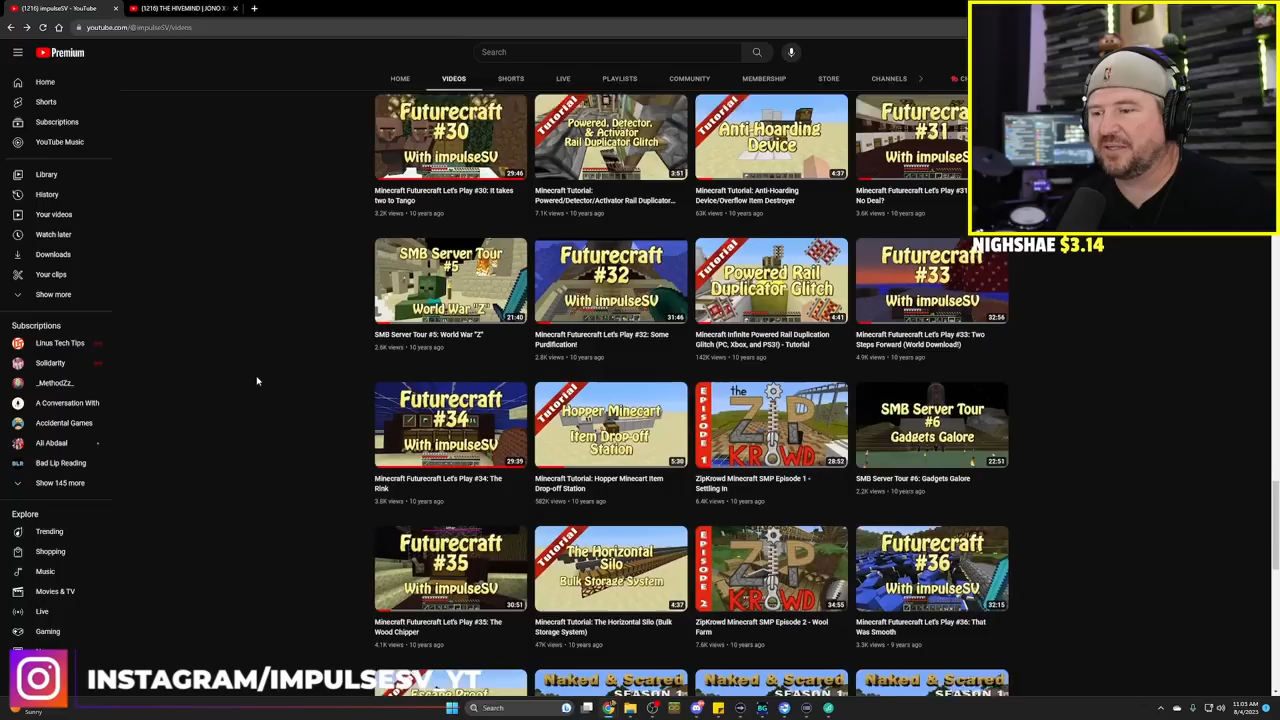 (1216) impulseSV - YouTube
(1216) THE HIVEMIND | JONO X
youtube.com/@impulseSV/videos
Premium
Search
HOME VIDEOS SHORTS LIVE PLAYLISTS COMMUNITY MEMBERSHIP STORE CHANNELS
Home
Shorts
Subscriptions
YouTube Music
Library
History
Your videos
Watch later
Downloads
Your clips
Show more
Subscriptions
Linus Tech Tips
Solidarity
_MethodZz_
A Conversation With
Accidental Games
Ali Abdaal
BLR Bad Lip Reading
Show 145 more
Explore
Trending
Shopping
Music
Movies & TV
Live
Gaming
Futurecraft
#30
With impulseSV
29:46
Minecraft Futurecraft Let's Play #30: It takes
two to Tango
3.2K views • 10 years ago
Tutorial
Powered, Detector,
& Activator
Rail Duplicator Glitch
3:51
Minecraft Tutorial:
Powered/Detector/Activator Rail Duplicator...
7.1K views • 10 years ago
Tutorial
Anti-Hoarding
Device
4:37
Minecraft Tutorial: Anti-Hoarding
Device/Overflow Item Destroyer
63K views • 10 years ago
Futurecraft
#31
With impulseSV
Minecraft Futurecraft Let's Play #31
No Deal?
3.6K views • 10 years ago
NIGHSHAE $3.14
SMB Server Tour
#5
World War "Z"
21:40
SMB Server Tour #5: World War "Z"
2.6K views • 10 years ago
Futurecraft
#32
With impulseSV
31:46
Minecraft Futurecraft Let's Play #32: Some
Purdification!
2.8K views • 10 years ago
Tutorial
Powered Rail
Duplicator Glitch
4:41
Minecraft Infinite Powered Rail Duplication
Glitch (PC, Xbox, and PS3!) - Tutorial
142K views • 10 years ago
Futurecraft
#33
With impulseSV
32:56
Minecraft Futurecraft Let's Play #33: Two
Steps Forward (World Download!)
4.9K views • 10 years ago
Futurecraft
#34
With impulseSV
29:39
Minecraft Futurecraft Let's Play #34: The
Rink
3.8K views • 10 years ago
Tutorial
Hopper Minecart
Item Drop-off
Station
5:30
Minecraft Tutorial: Hopper Minecart Item
Drop-off Station
582K views • 10 years ago
EPISODE 1
the
ZIP
KROWD
28:52
ZipKrowd Minecraft SMP Episode 1 -
Settling In
6.4K views • 10 years ago
SMB Server Tour
#6
Gadgets Galore
22:51
SMB Server Tour #6: Gadgets Galore
2.2K views • 10 years ago
Futurecraft
#35
With impulseSV
30:51
Minecraft Futurecraft Let's Play #35: The
Wood Chipper
4.1K views • 10 years ago
Tutorial
The Horizontal
Silo
Bulk Storage System
4:37
Minecraft Tutorial: The Horizontal Silo (Bulk
Storage System)
47K views • 10 years ago
EPISODE 2
the
ZIP
KROWD
34:55
ZipKrowd Minecraft SMP Episode 2 - Wool
Farm
7.6K views • 10 years ago
Futurecraft
#36
With impulseSV
32:15
Minecraft Futurecraft Let's Play #36: That
Was Smooth
3.3K views • 9 years ago
Escape Proof
Naked & Scared
SEASON 1
Naked & Scared
SEASON 1
Naked & Scared
SEASON 1
INSTAGRAM/IMPULSESV_YT
Sunny
Search
11:03 AM
8/4/2023